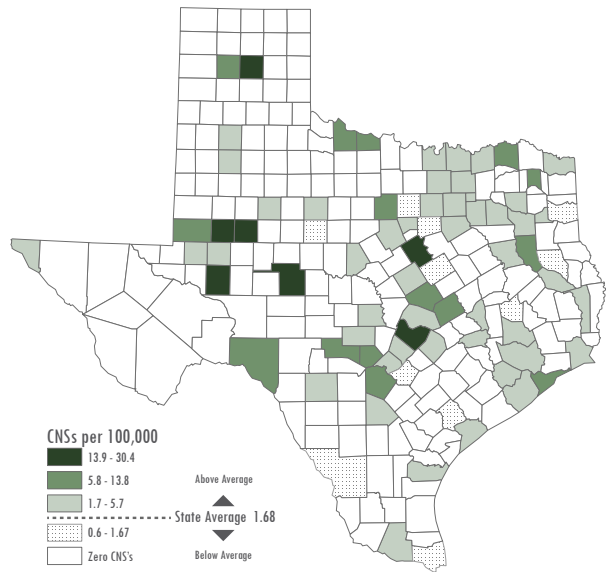 CNSs per 100,000
13.9 - 30.4
5.8 - 13.8
1.7 - 5.7
0.6 - 1.67
Zero CNS's
Above Average
State Average 1.68
Below Average